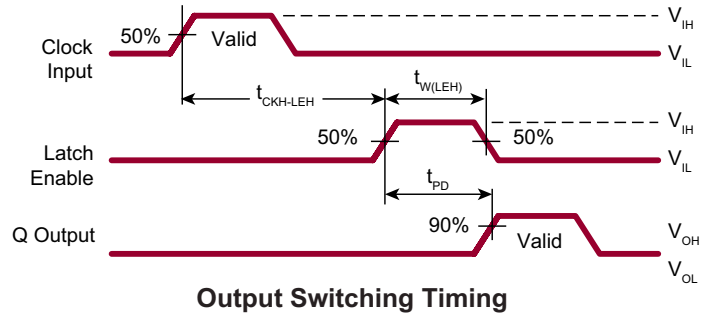 Clock
Input
50%
Valid
V_IH
V_IL
t_CKH-LEH
t_W(LEH)
Latch
Enable
50%
50%
V_IH
V_IL
t_PD
Q Output
90%
Valid
V_OH
V_OL
Output Switching Timing